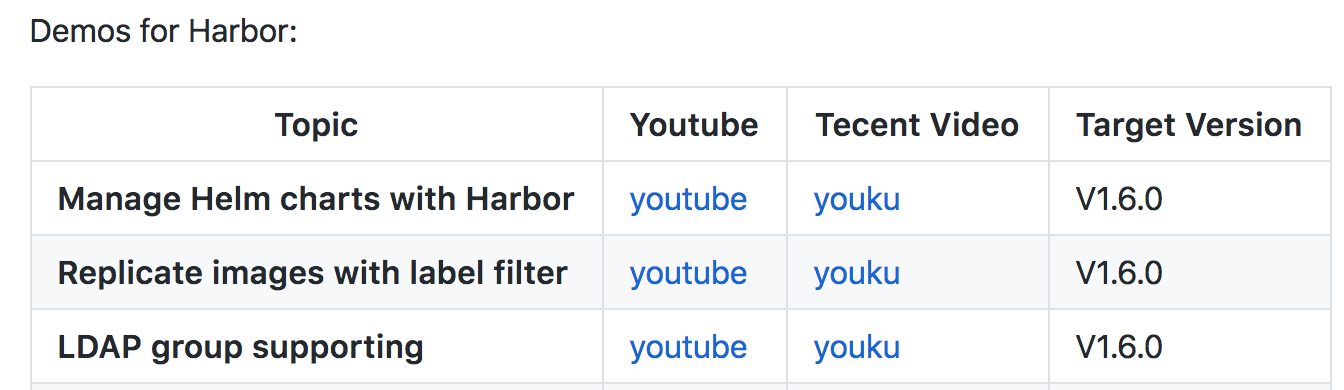 Demos for Harbor:
Topic Youtube Tecent Video Target Version
Manage Helm charts with Harbor youtube youku V1.6.0
Replicate images with label filter youtube youku V1.6.0
LDAP group supporting youtube youku V1.6.0